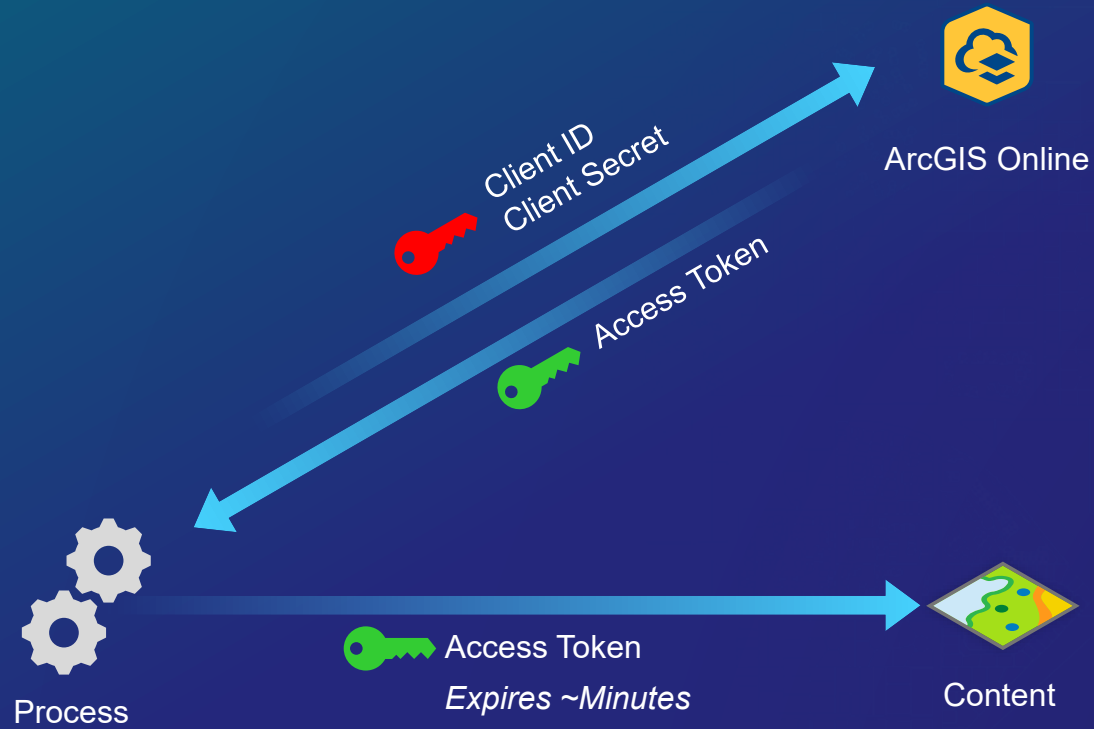 Client ID
Client Secret
ArcGIS Online
Access Token
Access Token
Expires ~Minutes
Process
Content